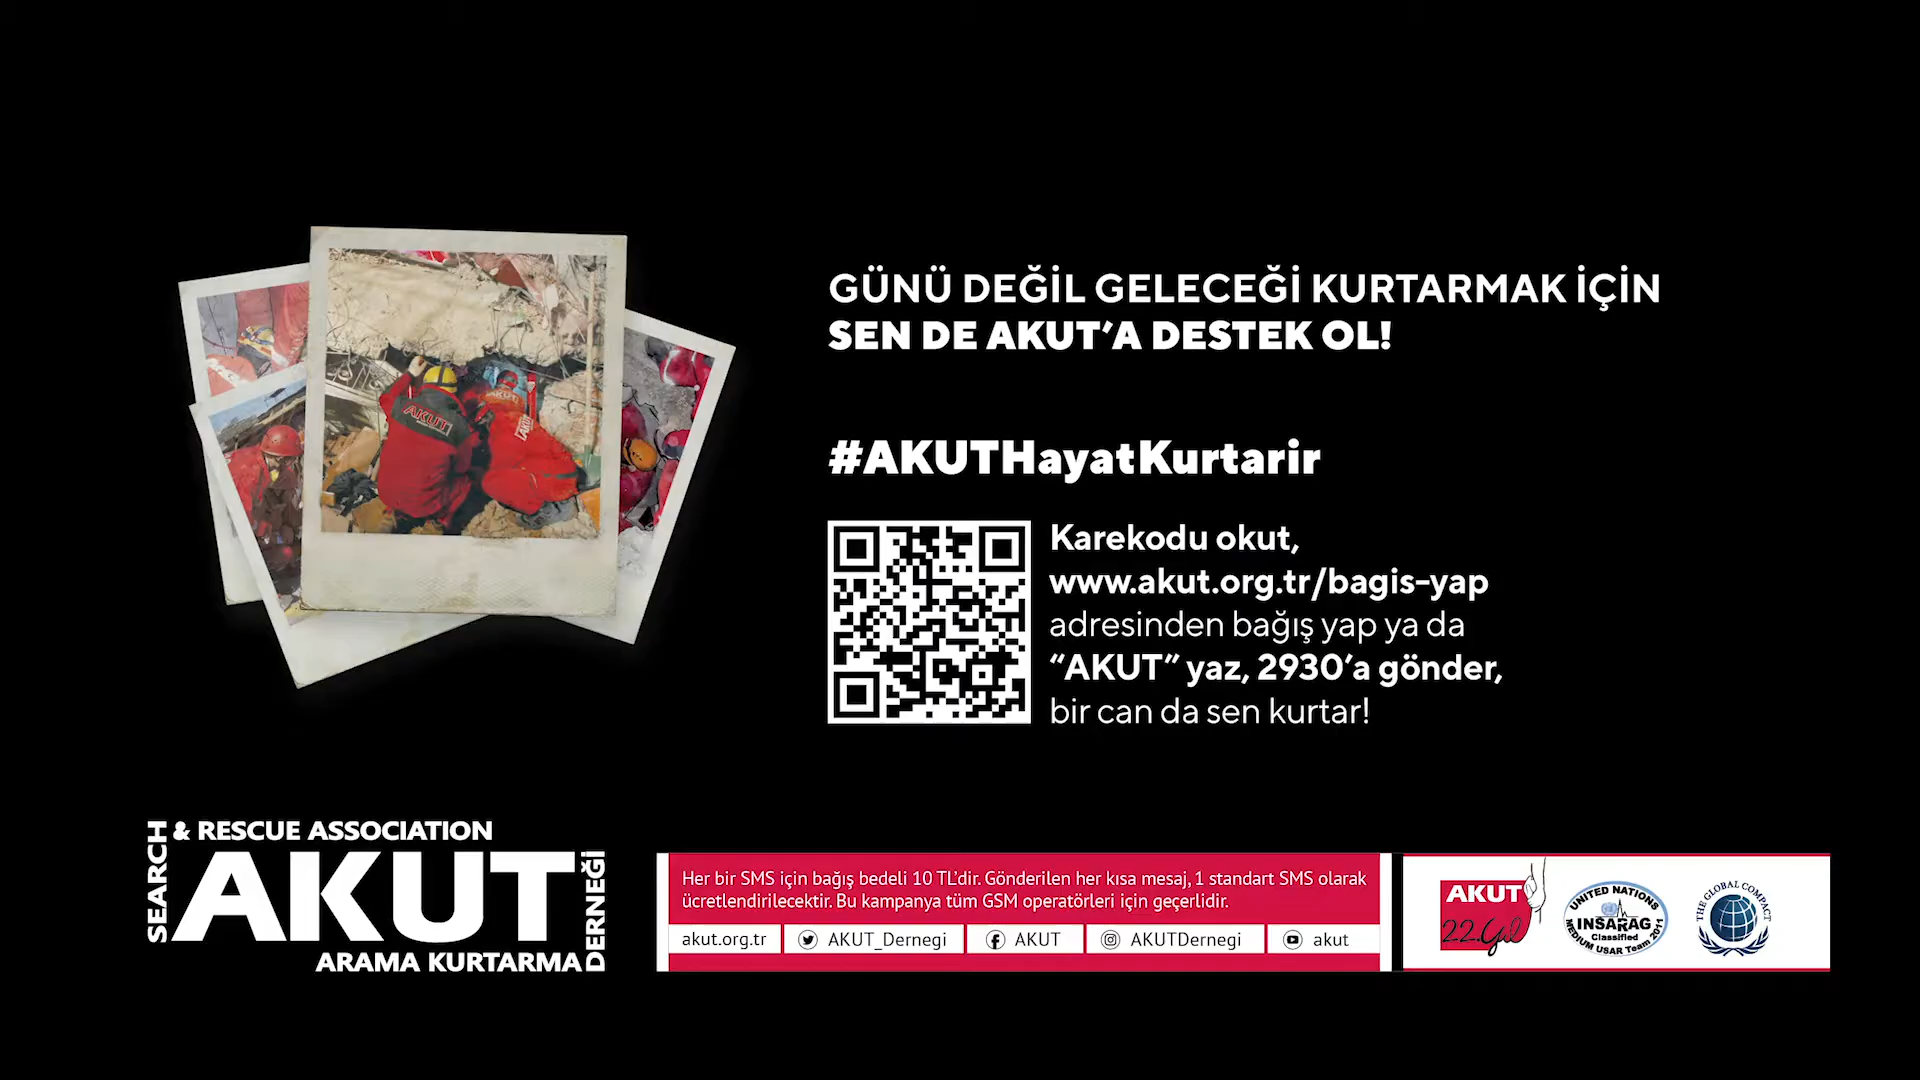 GÜNÜ DEĞİL GELECEĞİ KURTARMAK İÇİN
SEN DE AKUT’A DESTEK OL!
#AKUTHayatKurtarir
Karekodu okut,
www.akut.org.tr/bagis-yap
adresinden bağış yap ya da
“AKUT” yaz, 2930’a gönder,
bir can da sen kurtar!
AKUT
AKUT
AKUT
SEARCH
& RESCUE ASSOCIATION
AKUT
ARAMA KURTARMA
DERNEĞİ
Her bir SMS için bağış bedeli 10 TL’dir. Gönderilen her kısa mesaj, 1 standart SMS olarak
ücretlendirilecektir. Bu kampanya tüm GSM operatörleri için geçerlidir.
akut.org.tr
AKUT_Dernegi
AKUT
AKUTDernegi
akut
AKUT
22.
UNITED NATIONS
INSARAG
Classified
MEDIUM USAR Team 2011
THE GLOBAL COMPACT